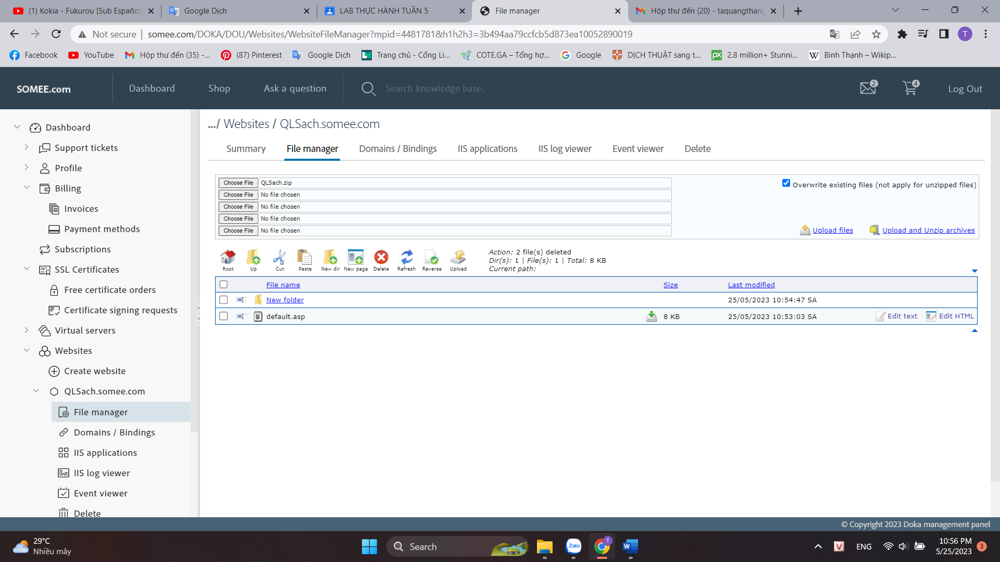 (1) Kokia - Fukurou [Sub Español]
Google Dịch
LAB THỰC HÀNH TUẦN 5
File manager
Hộp thư đến (20) - taquangthang
Not secure
somee.com/DOKA/DOU/Websites/WebsiteFileManager?mpid=4481781&h1h2h3=3b494aa79ccfcb5d873ea10052890019
T
Facebook
YouTube
Hộp thư đến (35) -...
(87) Pinterest
Google Dịch
Trang chủ - Cổng Li...
COTE.GA – Tổng hợ...
Google
DỊCH THUẬT sang t...
2.8 million+ Stunni...
Bình Thạnh – Wikip...
SOMEE.com
Dashboard
Shop
Ask a question
Search knowledge base...
2
4
Log Out
Dashboard
Support tickets
Profile
Billing
Invoices
Payment methods
Subscriptions
SSL Certificates
Free certificate orders
Certificate signing requests
Virtual servers
Websites
Create website
QLSach.somee.com
File manager
Domains / Bindings
IIS applications
IIS log viewer
Event viewer
Delete
.../ Websites / QLSach.somee.com
Summary
File manager
Domains / Bindings
IIS applications
IIS log viewer
Event viewer
Delete
Choose File QLSach.zip
Choose File No file chosen
Choose File No file chosen
Choose File No file chosen
Choose File No file chosen
Overwrite existing files (not apply for unzipped files)
Upload files
Upload and Unzip archives
Root
Up
Cut
Paste
New dir
New page
Delete
Refresh
Reverse
Upload
Action: 2 file(s) deleted
Dir(s): 1 | File(s): 1 | Total: 8 KB
Current path:
File name
Size
Last modified
New folder
25/05/2023 10:54:47 SA
default.asp
8 KB
25/05/2023 10:53:03 SA
Edit text
Edit HTML
© Copyright 2023 Doka management panel
29°C
Nhiều mây
Search
Zalo
T
W
V
ENG
10:56 PM
5/25/2023
3